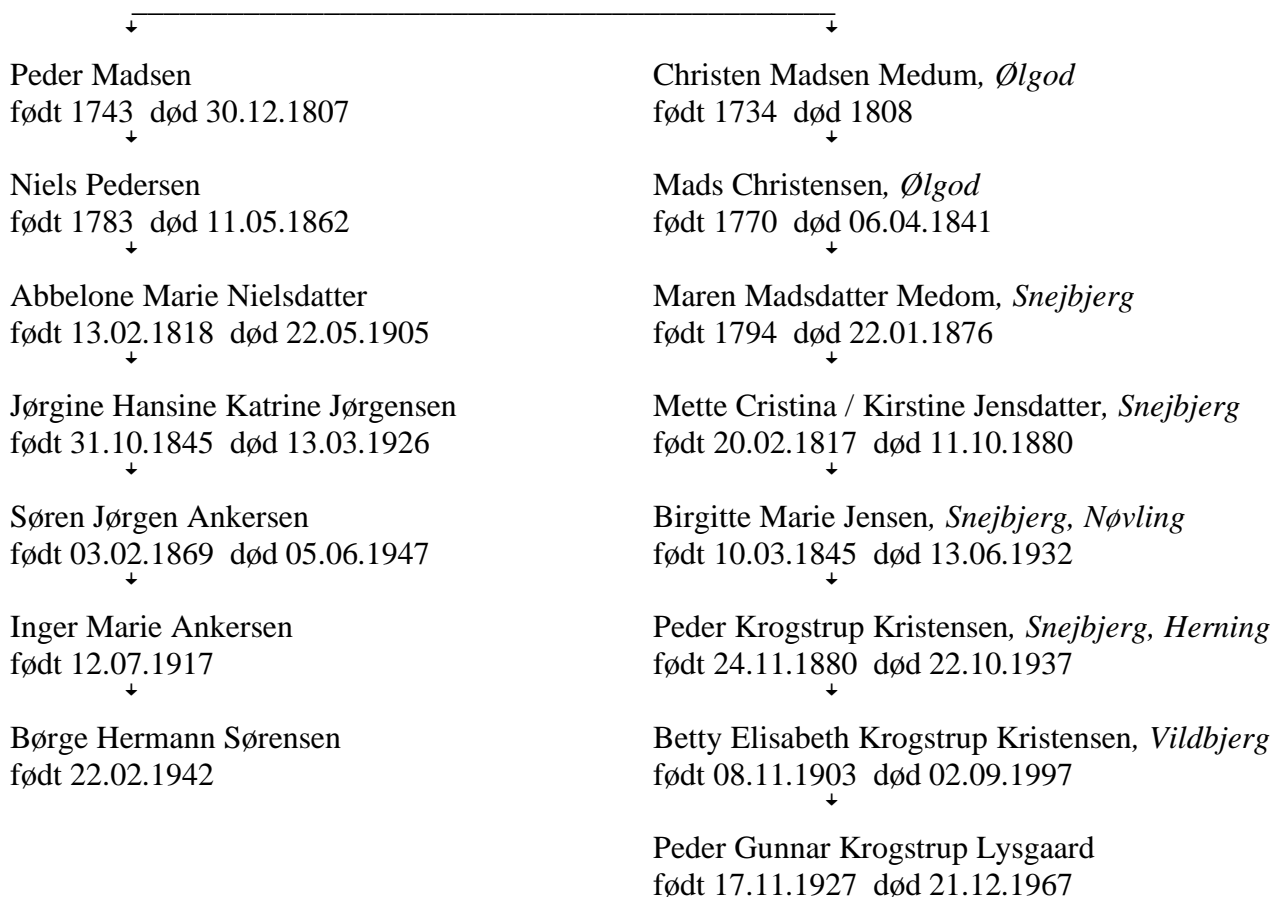 Peder Madsen
født 1743 død 30.12.1807
Niels Pedersen
født 1783 død 11.05.1862
Abbelone Marie Nielsdatter
født 13.02.1818 død 22.05.1905
Jørgine Hansine Katrine Jørgensen
født 31.10.1845 død 13.03.1926
Søren Jørgen Ankersen
født 03.02.1869 død 05.06.1947
Inger Marie Ankersen
født 12.07.1917
Børge Hermann Sørensen
født 22.02.1942
Christen Madsen Medum, Ølgod
født 1734 død 1808
Mads Christensen, Ølgod
født 1770 død 06.04.1841
Maren Madsdatter Medom, Snejbjerg
født 1794 død 22.01.1876
Mette Cristina / Kirstine Jensdatter, Snejbjerg
født 20.02.1817 død 11.10.1880
Birgitte Marie Jensen, Snejbjerg, Nøvling
født 10.03.1845 død 13.06.1932
Peder Krogstrup Kristensen, Snejbjerg, Herning
født 24.11.1880 død 22.10.1937
Betty Elisabeth Krogstrup Kristensen, Vildbjerg
født 08.11.1903 død 02.09.1997
Peder Gunnar Krogstrup Lysgaard
født 17.11.1927 død 21.12.1967